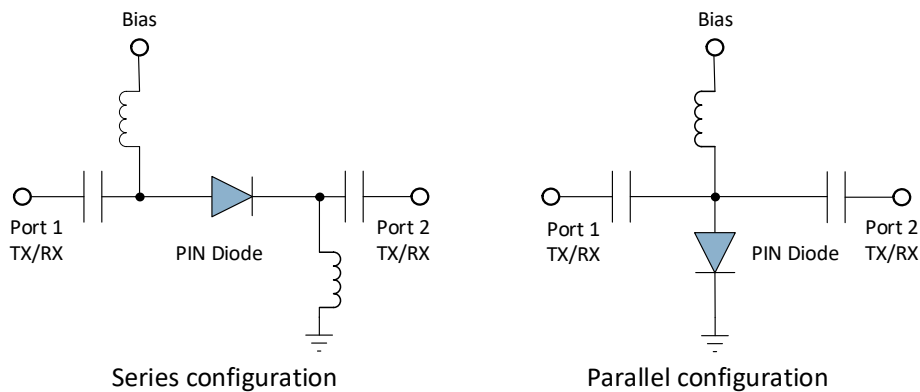 Bias
Port 1
TX/RX
PIN Diode
Port 2
TX/RX
Series configuration
Bias
Port 1
TX/RX
PIN Diode
Port 2
TX/RX
Parallel configuration